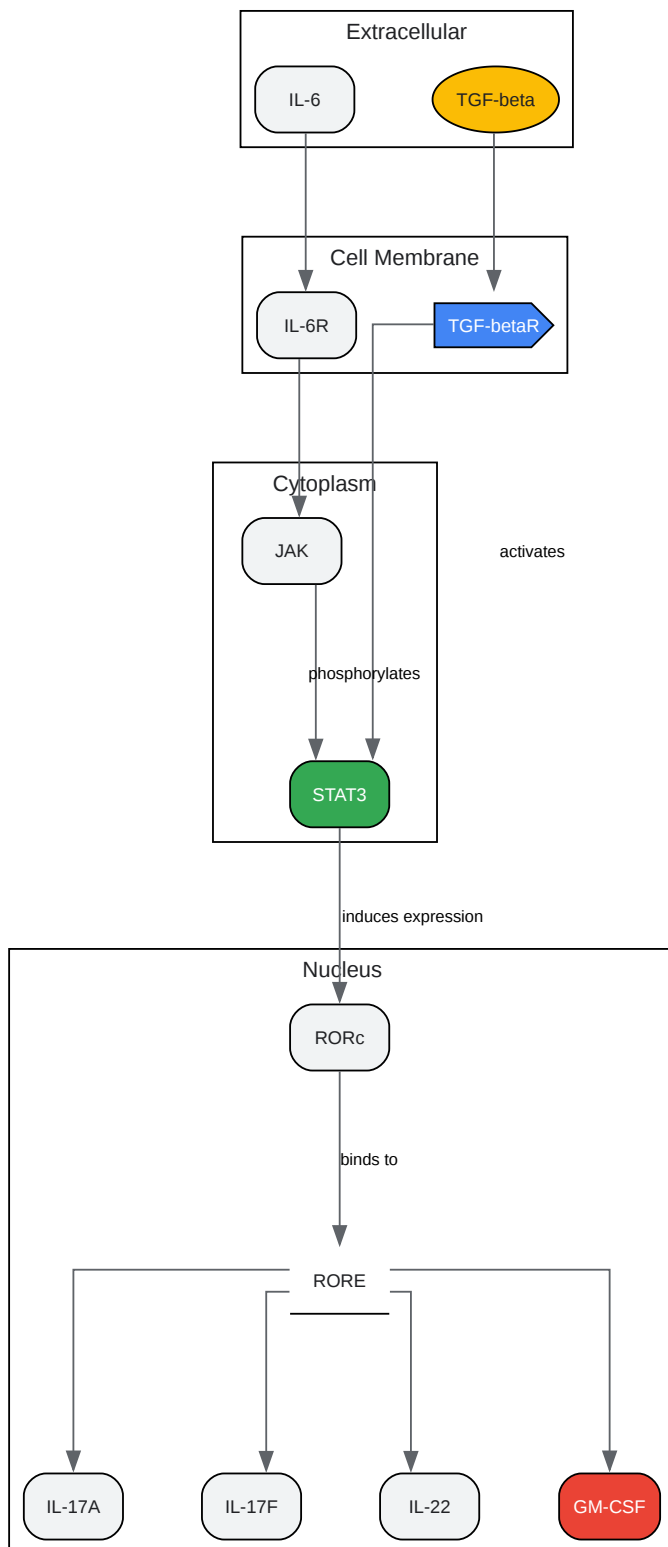 Extracellular
IL-6
TGF-beta
Cell Membrane
IL-6R
TGF-betaR
Cytoplasm
JAK
activates
phosphorylates
STAT3
induces expression
Nucleus
RORc
binds to
RORE
IL-17A
IL-17F
IL-22
GM-CSF